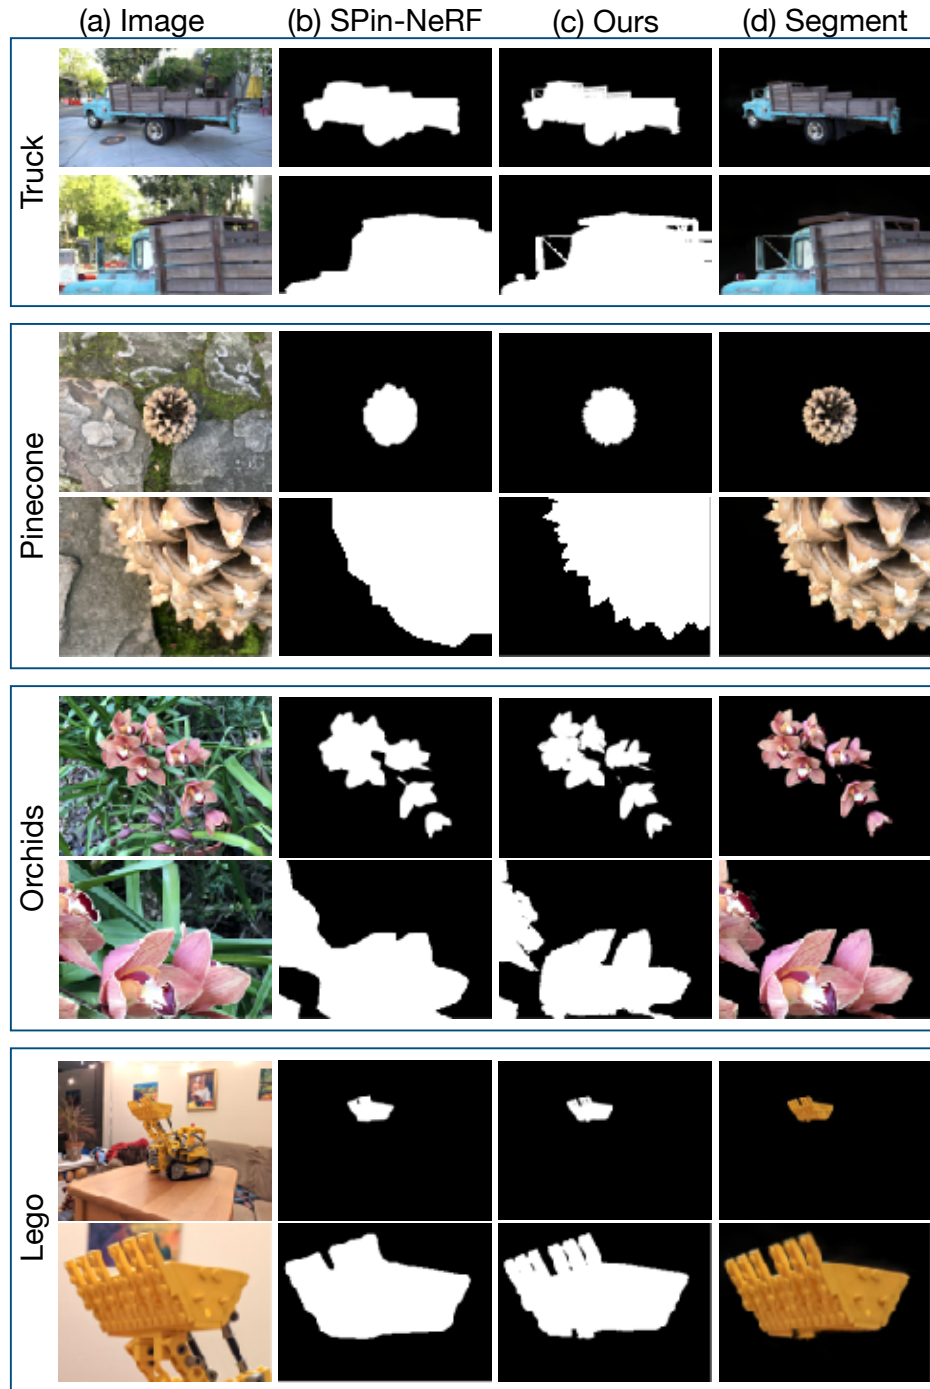 (a) Image (b) SPin-NeRF (c) Ours (d) Segment
Truck
Pinecone
Orchids
Lego